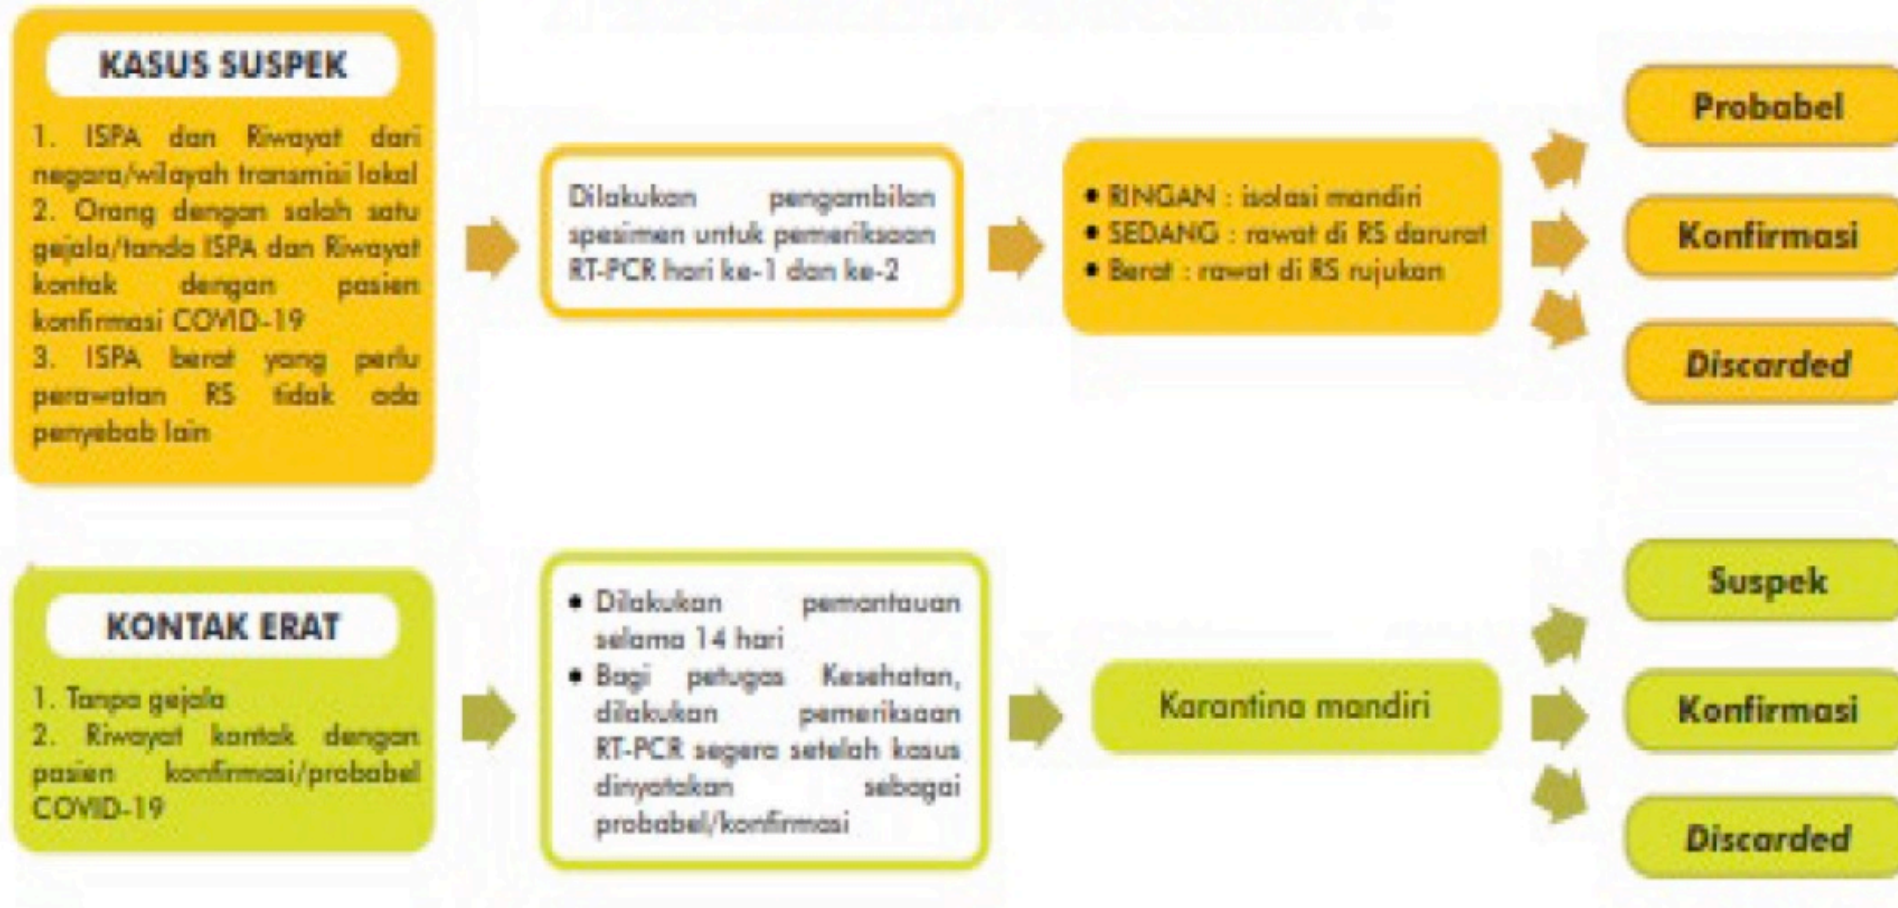 KASUS SUSPEK
1. ISPA dan Riwayat dari
negara/wilayah transmisi lokal
2. Orang dengan salah satu
gejala/tanda ISPA dan Riwayat
kontak dengan pasien
konfirmasi COVID-19
3. ISPA berat yang perlu
perawatan RS tidak ada
penyebab lain
Dilakukan pengambilan
spesimen untuk pemeriksaan
RT-PCR hari ke-1 dan ke-2
• RINGAN : isolasi mandiri
• SEDANG : rawat di RS darurat
• Berat : rawat di RS rujukan
Probabel
Konfirmasi
Discarded
KONTAK ERAT
1. Tanpa gejala
2. Riwayat kontak dengan
pasien konfirmasi/probabel
COVID-19
• Dilakukan pemantauan
selama 14 hari
• Bagi petugas Kesehatan,
dilakukan pemeriksaan
RT-PCR segera setelah kasus
dinyatakan sebagai
probabel/konfirmasi
Karantina mandiri
Suspek
Konfirmasi
Discarded